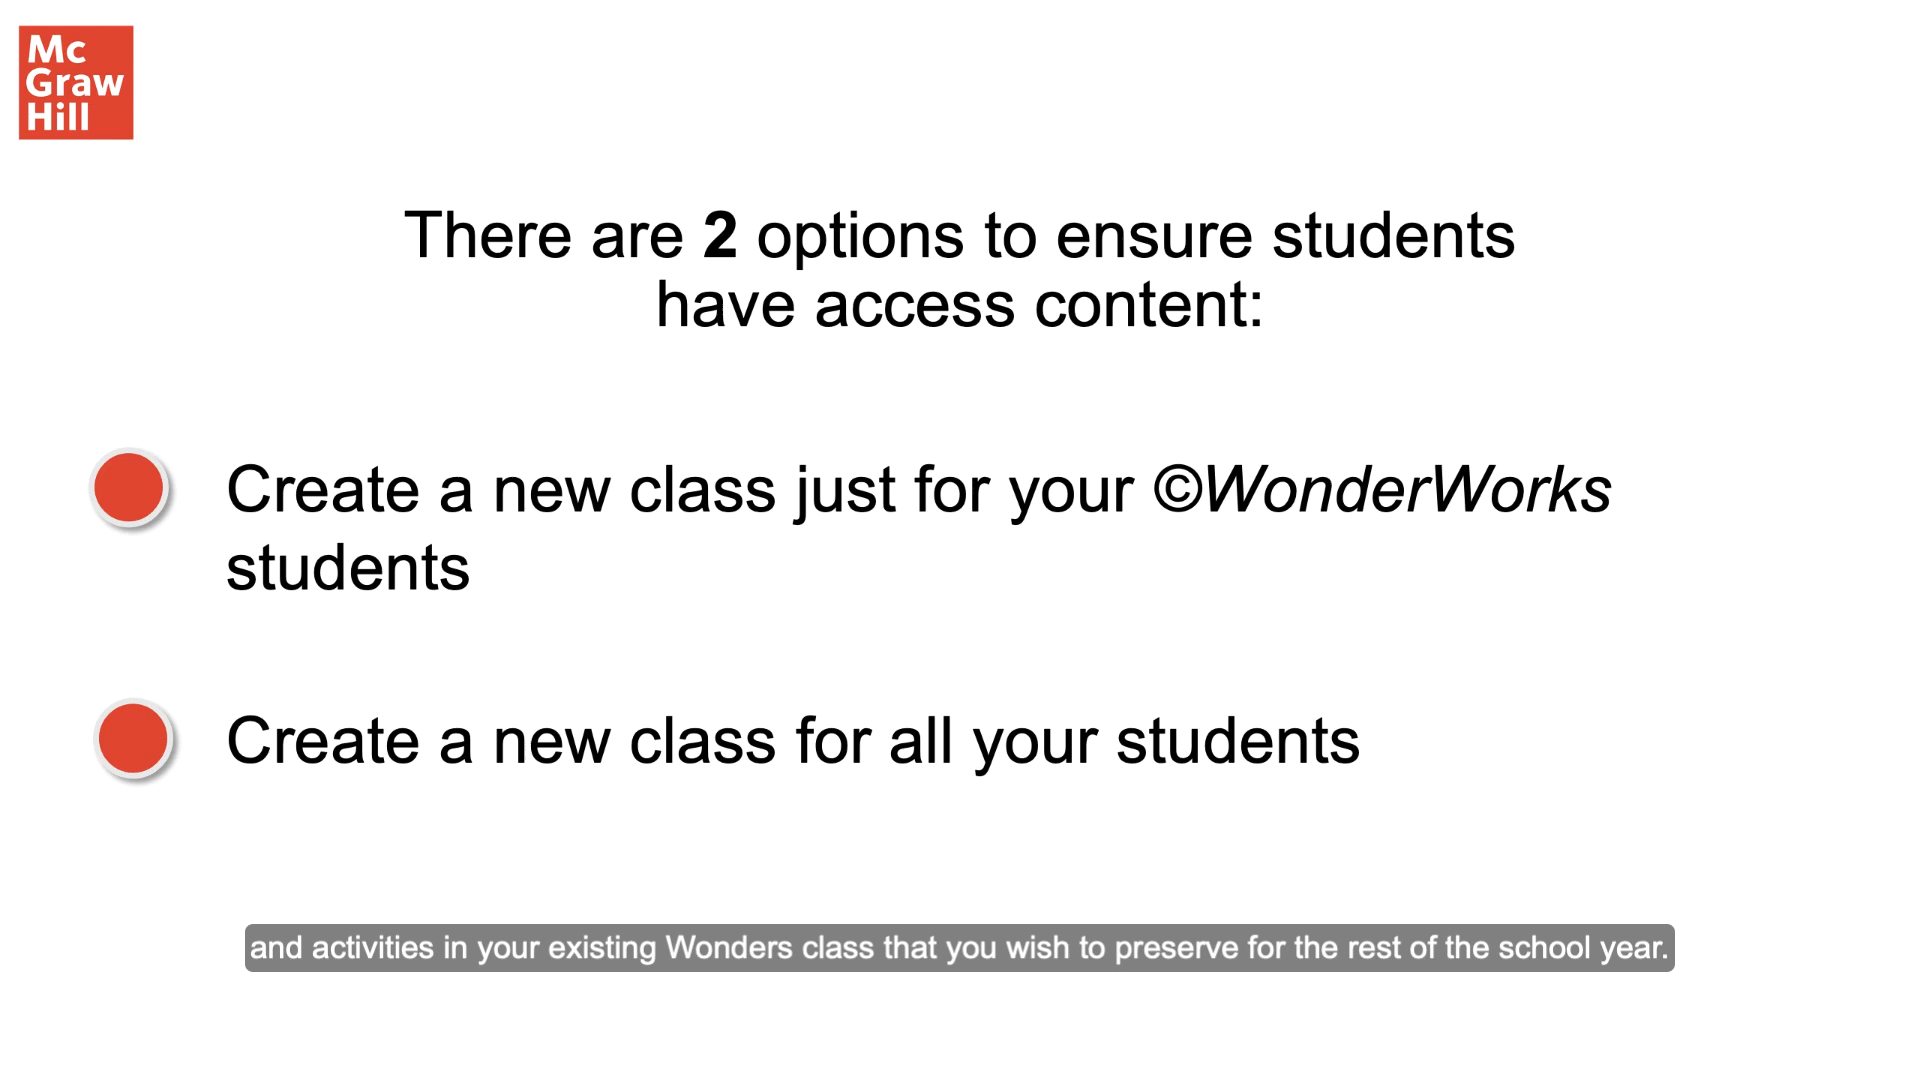 Mc
Graw
Hill
There are 2 options to ensure students
have access content:
Create a new class just for your ©WonderWorks
students
Create a new class for all your students
and activities in your existing Wonders class that you wish to preserve for the rest of the school year.